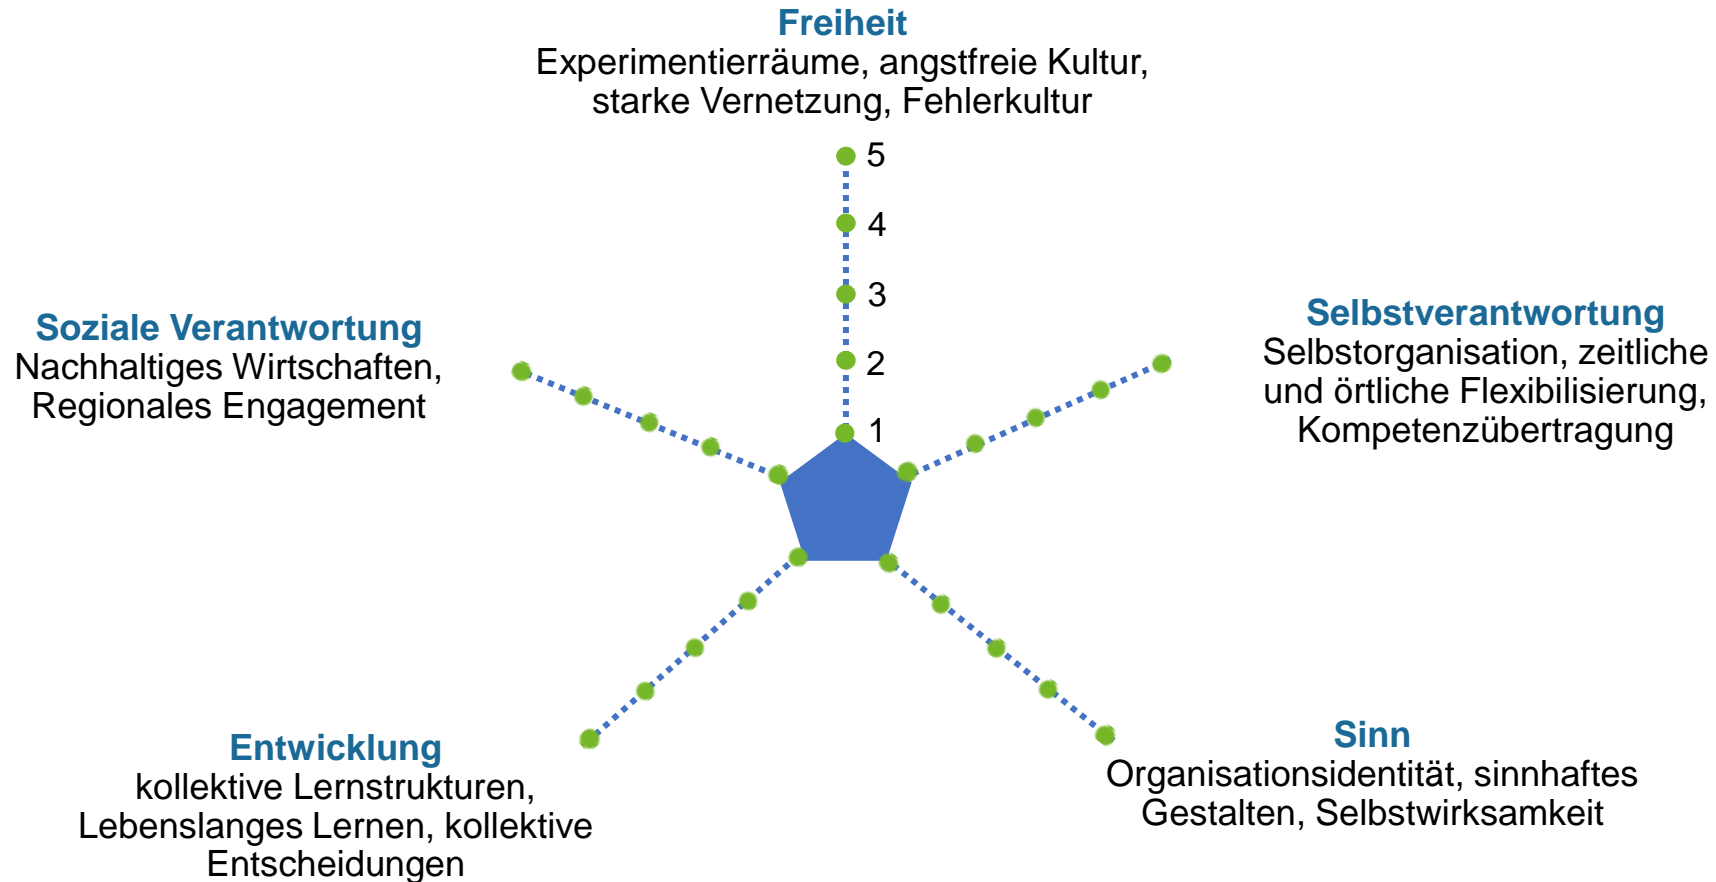 Freiheit
Experimentierräume, angstfreie Kultur,
starke Vernetzung, Fehlerkultur
5
4
3
2
1
Soziale Verantwortung
Nachhaltiges Wirtschaften,
Regionales Engagement
Selbstverantwortung
Selbstorganisation, zeitliche
und örtliche Flexibilisierung,
Kompetenzübertragung
Entwicklung
kollektive Lernstrukturen,
Lebenslanges Lernen, kollektive
Entscheidungen
Sinn
Organisationsidentität, sinnhaftes
Gestalten, Selbstwirksamkeit